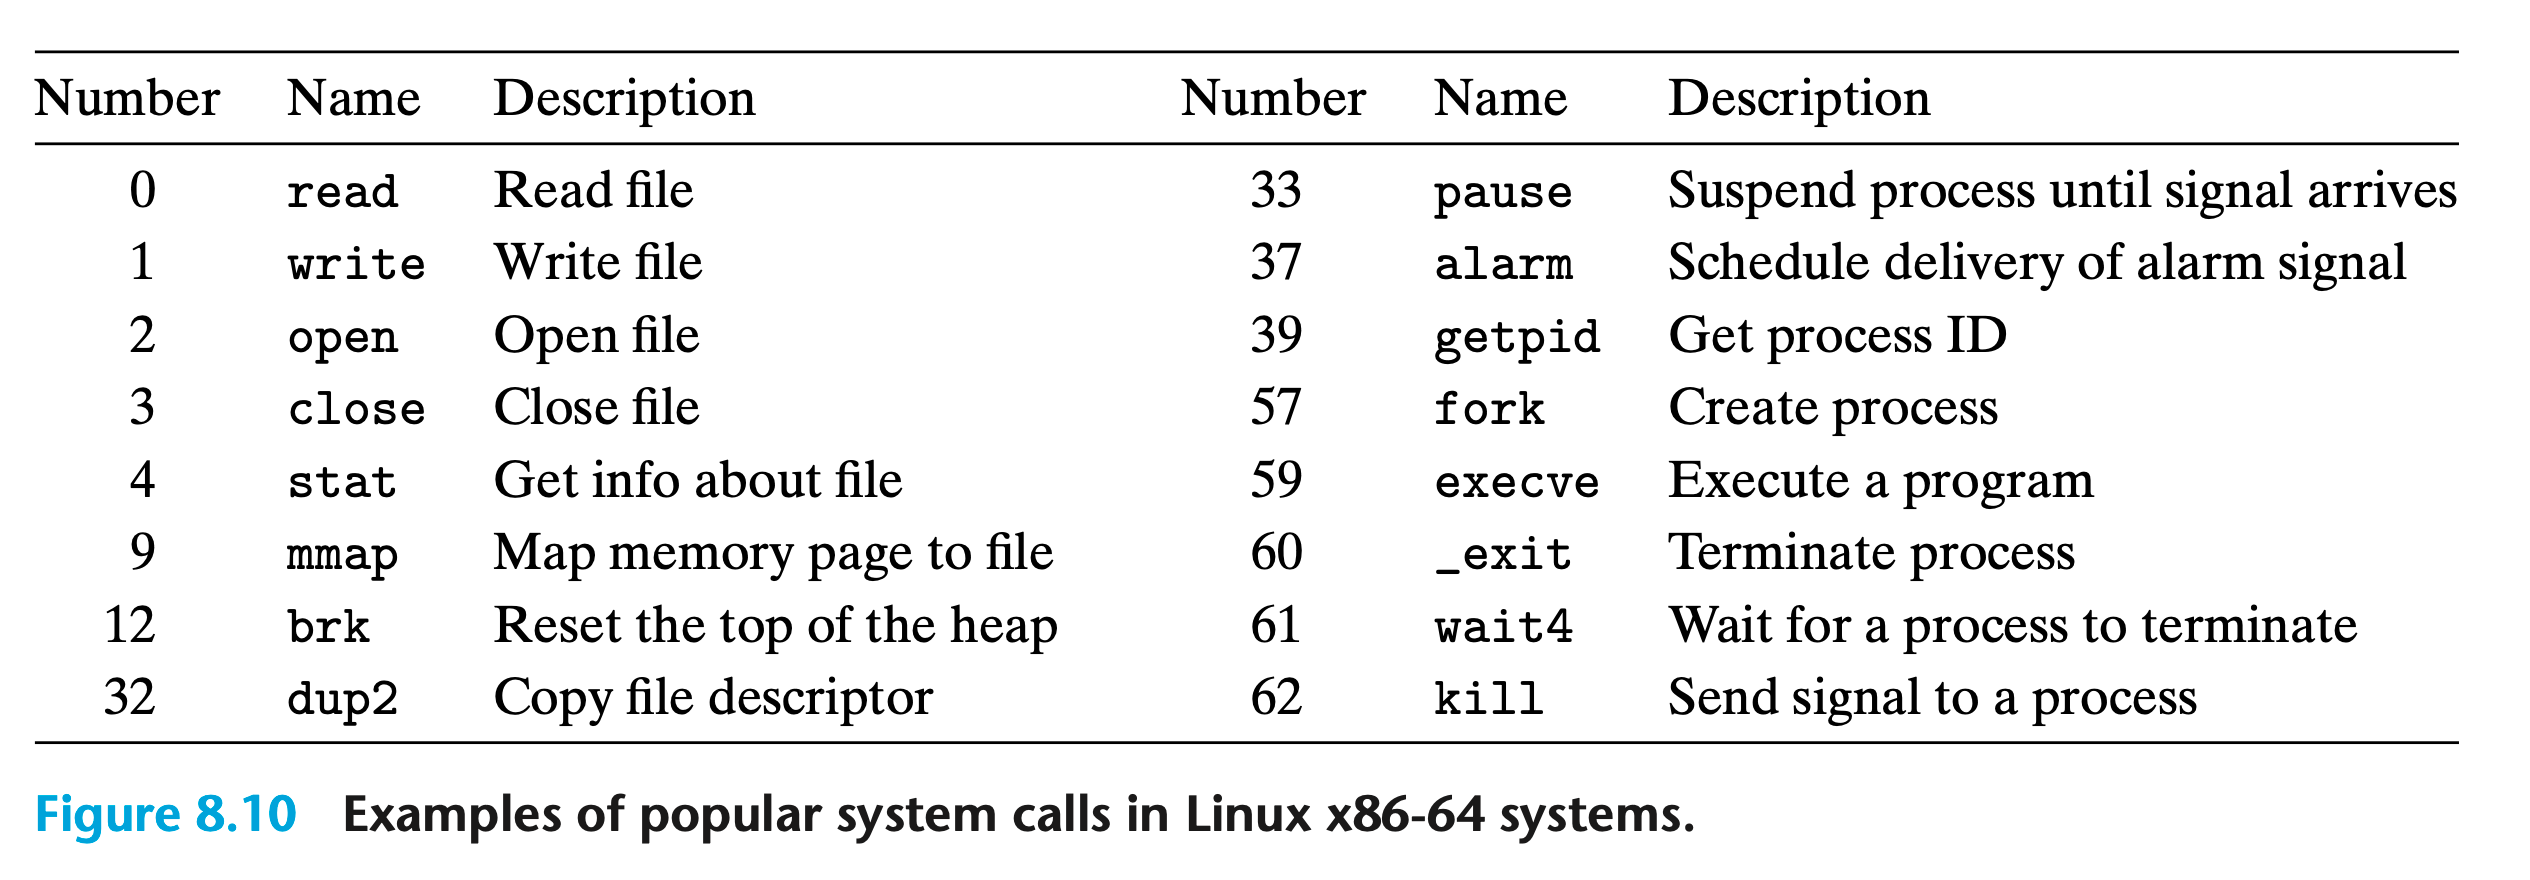 Number Name Description Number Name Description
0 read Read file 33 pause Suspend process until signal arrives
1 write Write file 37 alarm Schedule delivery of alarm signal
2 open Open file 39 getpid Get process ID
3 close Close file 57 fork Create process
4 stat Get info about file 59 execve Execute a program
9 mmap Map memory page to file 60 _exit Terminate process
12 brk Reset the top of the heap 61 wait4 Wait for a process to terminate
32 dup2 Copy file descriptor 62 kill Send signal to a process
Figure 8.10 Examples of popular system calls in Linux x86-64 systems.